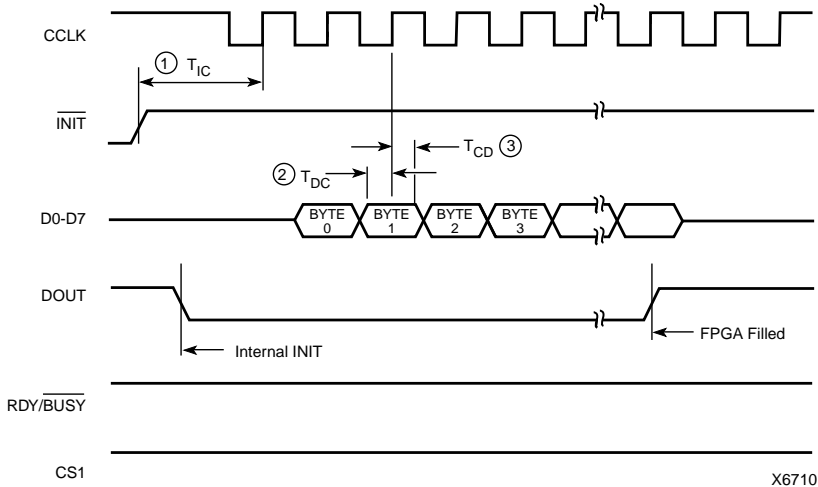 CCLK
① T_IC
INIT
T_CD ③
② T_DC
D0-D7
BYTE 0
BYTE 1
BYTE 2
BYTE 3
DOUT
FPGA Filled
Internal INIT
RDY/BUSY
CS1
X6710